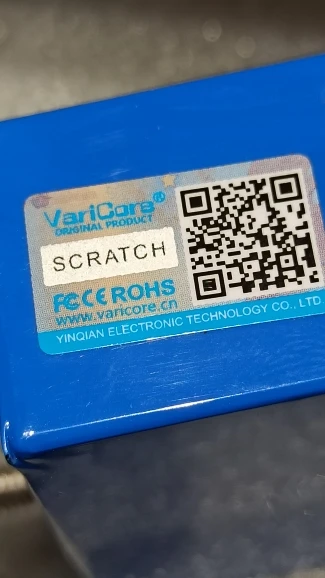 VariCore®
ORIGINAL PRODUCT
SCRATCH
FC CE ROHS
www.varicore.cn
YINQIAN ELECTRONIC TECHNOLOGY CO., LTD